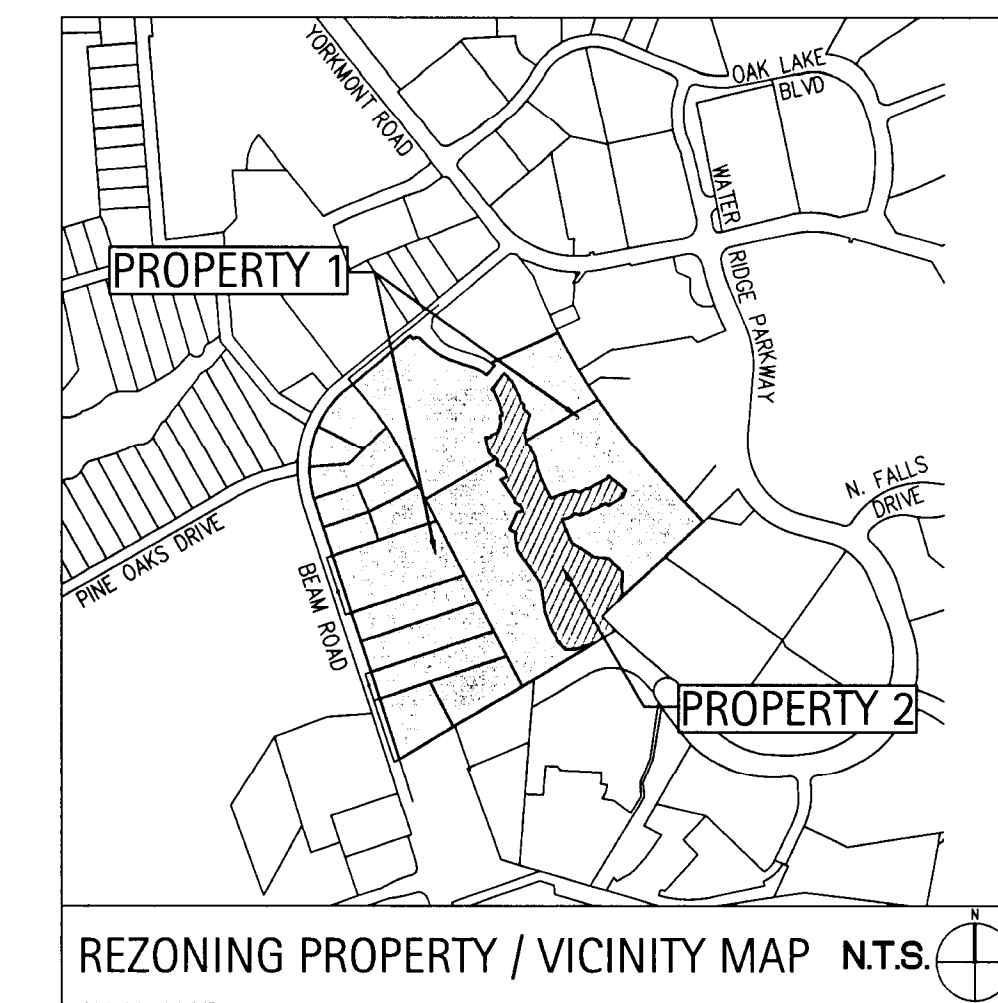 YORKMONT ROAD
OAK LAKE
BLVD
WATER
RIDGE PARKWAY
PROPERTY 1
N. FALLS
DRIVE
PINE OAKS DRIVE
BEAM ROAD
PROPERTY 2
REZONING PROPERTY / VICINITY MAP N.T.S.
N